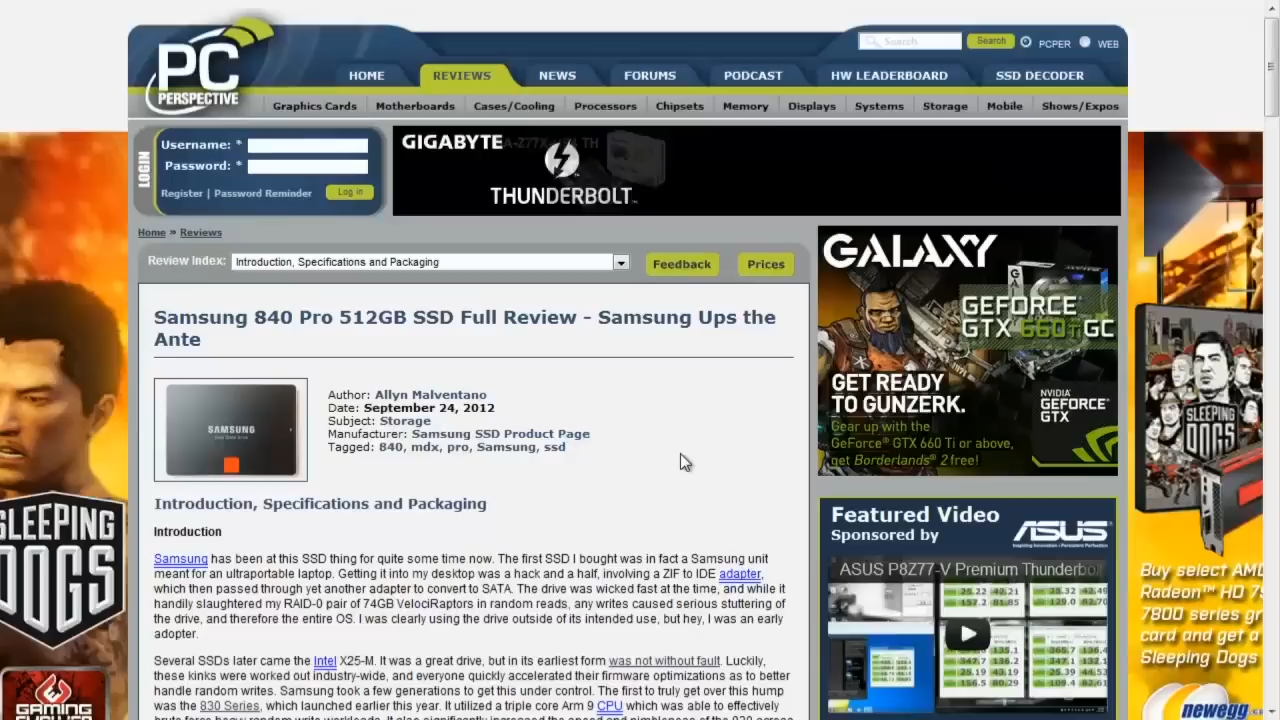 PC
PERSPECTIVE
Search
Search
PCPER
WEB
HOME
REVIEWS
NEWS
FORUMS
PODCAST
HW LEADERBOARD
SSD DECODER
Graphics Cards
Motherboards
Cases/Cooling
Processors
Chipsets
Memory
Displays
Systems
Storage
Mobile
Shows/Expos
LOGIN
Username: *
Password: *
Register | Password Reminder
Log in
GIGABYTE
THUNDERBOLT
Home » Reviews
Review Index:
Introduction, Specifications and Packaging
Feedback
Prices
Samsung 840 Pro 512GB SSD Full Review - Samsung Ups the
Ante
SAMSUNG
Author: Allyn Malventano
Date: September 24, 2012
Subject: Storage
Manufacturer: Samsung SSD Product Page
Tagged: 840, mdx, pro, Samsung, ssd
Introduction, Specifications and Packaging
Introduction
Samsung has been at this SSD thing for quite some time now. The first SSD I bought was in fact a Samsung unit
meant for an ultraportable laptop. Getting it into my desktop was a hack and a half, involving a ZIF to IDE adapter,
which then passed through yet another adapter to convert to SATA. The drive was wicked fast at the time, and while it
handily slaughtered my RAID-0 pair of 74GB VelociRaptors in random reads, any writes caused serious stuttering of
the drive, and therefore the entire OS. I was clearly using the drive outside of its intended use, but hey, I was an early
adopter.
Several SSDs later came the Intel X25-M. It was a great drive, but in its earliest form was not without fault. Luckily,
these kinks were worked out industry-wide and everyone quickly accelerated their firmware optimizations as to better
handle random writes. Samsung took a few generations to get this under control. The first to truly get over this hump
was the 830 Series, which launched earlier this year. It utilized a triple core Arm 9 CPU which was able to effectively
GALAXY
GEFORCE
GTX 660Ti GC
GET READY
TO GUNZERK.
Gear up with the
GeForce® GTX 660 Ti or above,
get Borderlands® 2 free!
NVIDIA
GEFORCE
GTX
Featured Video
Sponsored by
ASUS
ASUS P8Z77-V Premium Thunderbol
SLEEPING
DOGS
GAMING
SLEEPING
DOGS
Buy select AMD
Radeon™ HD 7
7800 series gr
card and get a
Sleeping Dogs
newegg